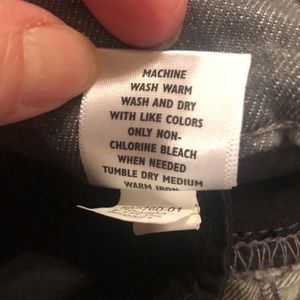 MACHINE
WASH WARM
WASH AND DRY
WITH LIKE COLORS
ONLY NON-
CHLORINE BLEACH
WHEN NEEDED
TUMBLE DRY MEDIUM
WARM IRON